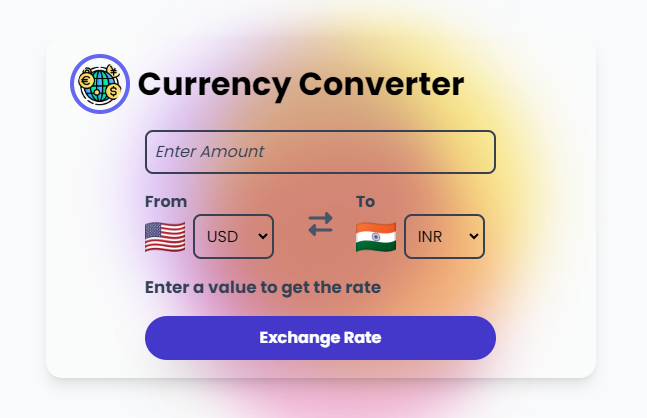 Currency Converter
Enter Amount
From To
USD INR
Enter a value to get the rate
Exchange Rate